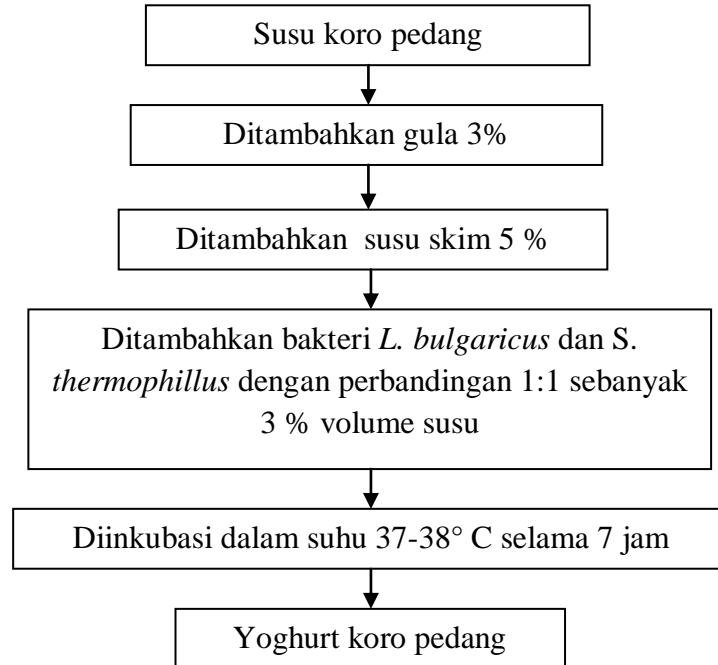 Susu koro pedang
Ditambahkan gula 3%
Ditambahkan susu skim 5 %
Ditambahkan bakteri L. bulgaricus dan S.
thermophillus dengan perbandingan 1:1 sebanyak
3 % volume susu
Diinkubasi dalam suhu 37-38° C selama 7 jam
Yoghurt koro pedang